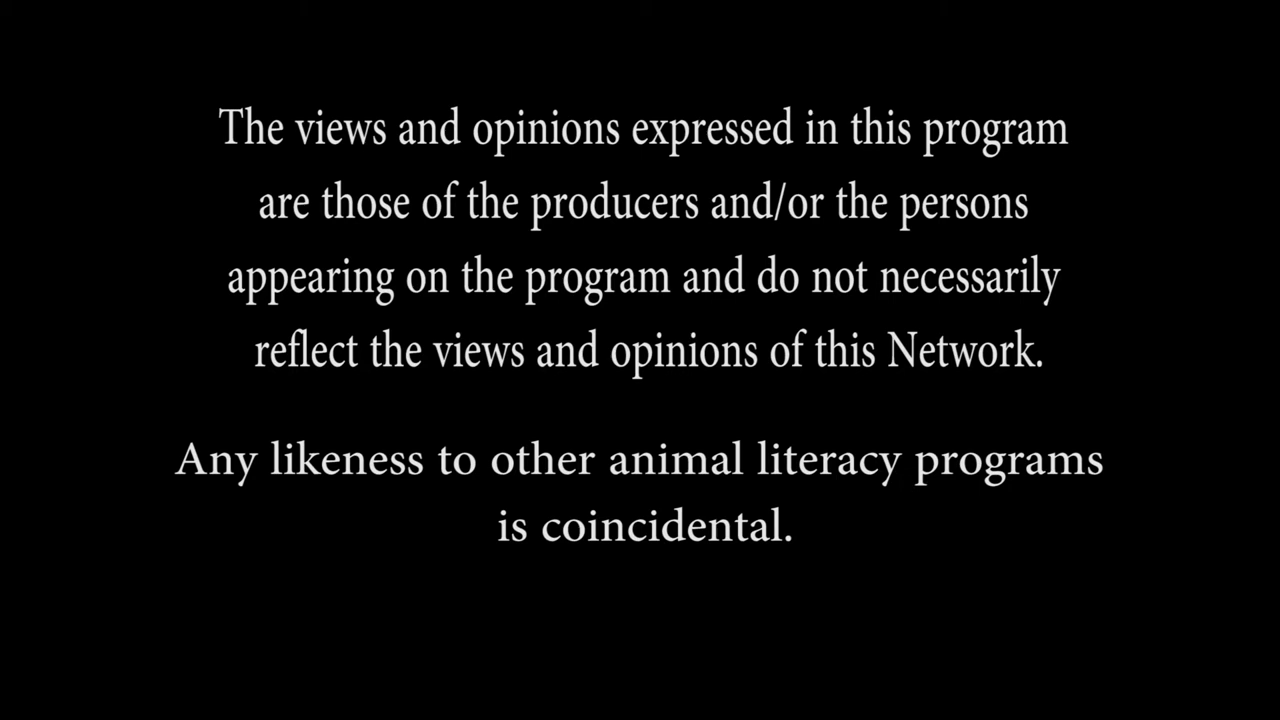 The views and opinions expressed in this program
are those of the producers and/or the persons
appearing on the program and do not necessarily
reflect the views and opinions of this Network.
Any likeness to other animal literacy programs
is coincidental.